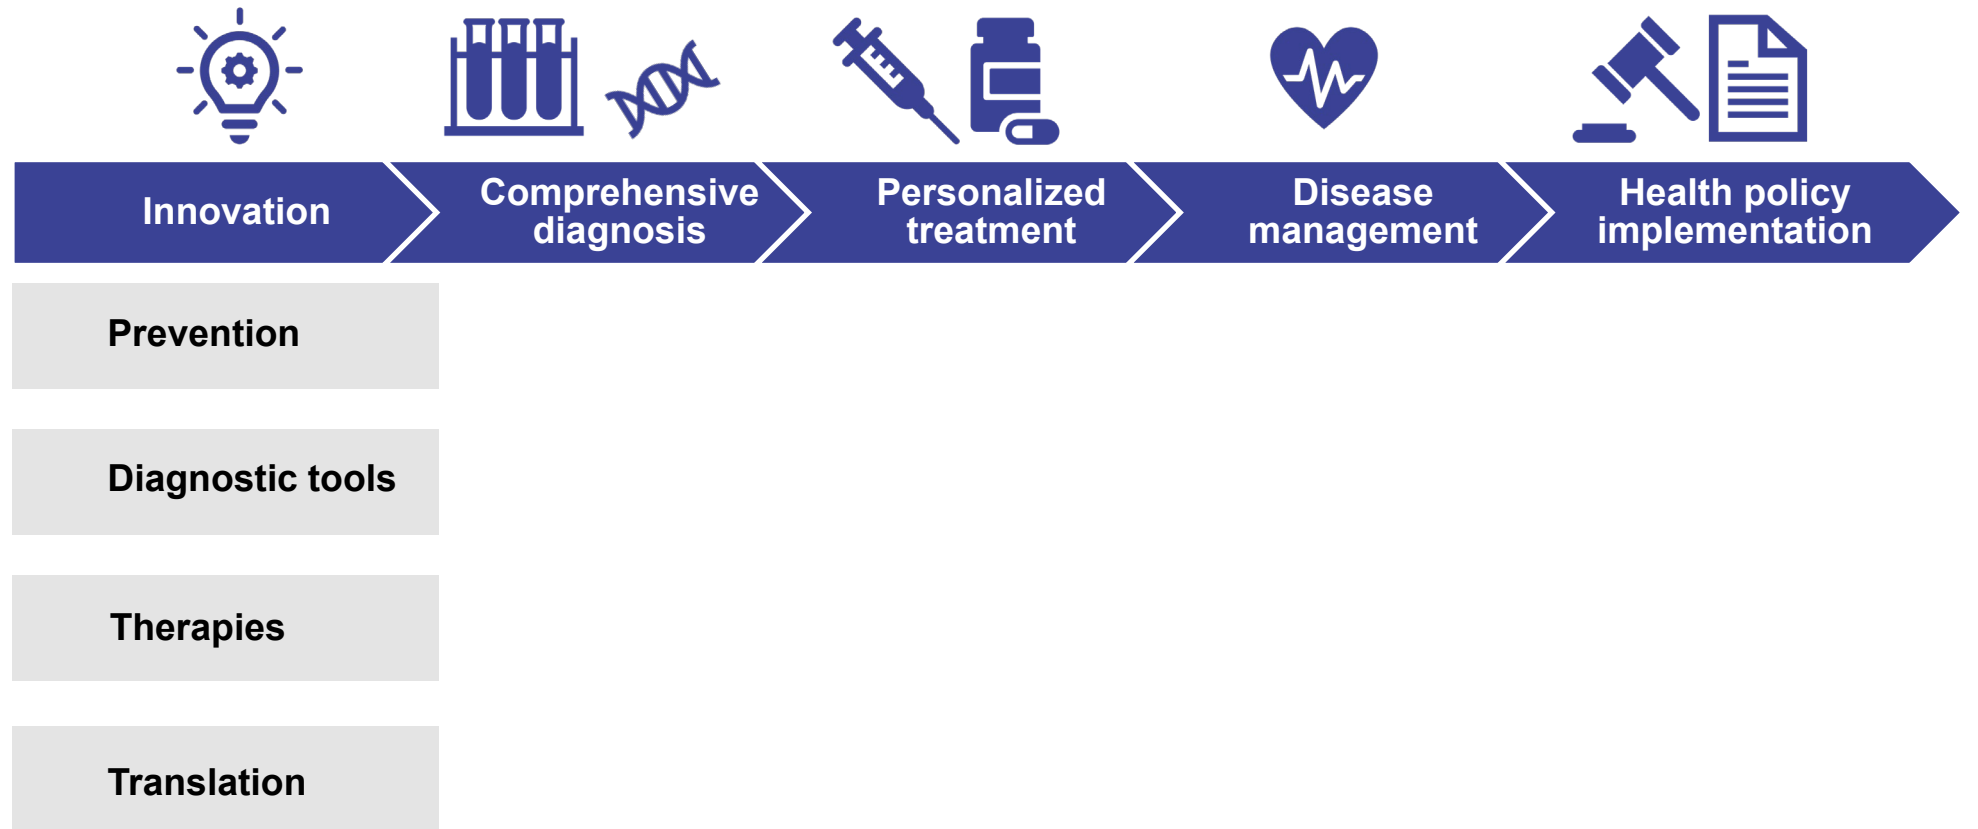 Innovation
Comprehensive
diagnosis
Personalized
treatment
Disease
management
Health policy
implementation
Prevention
Diagnostic tools
Therapies
Translation